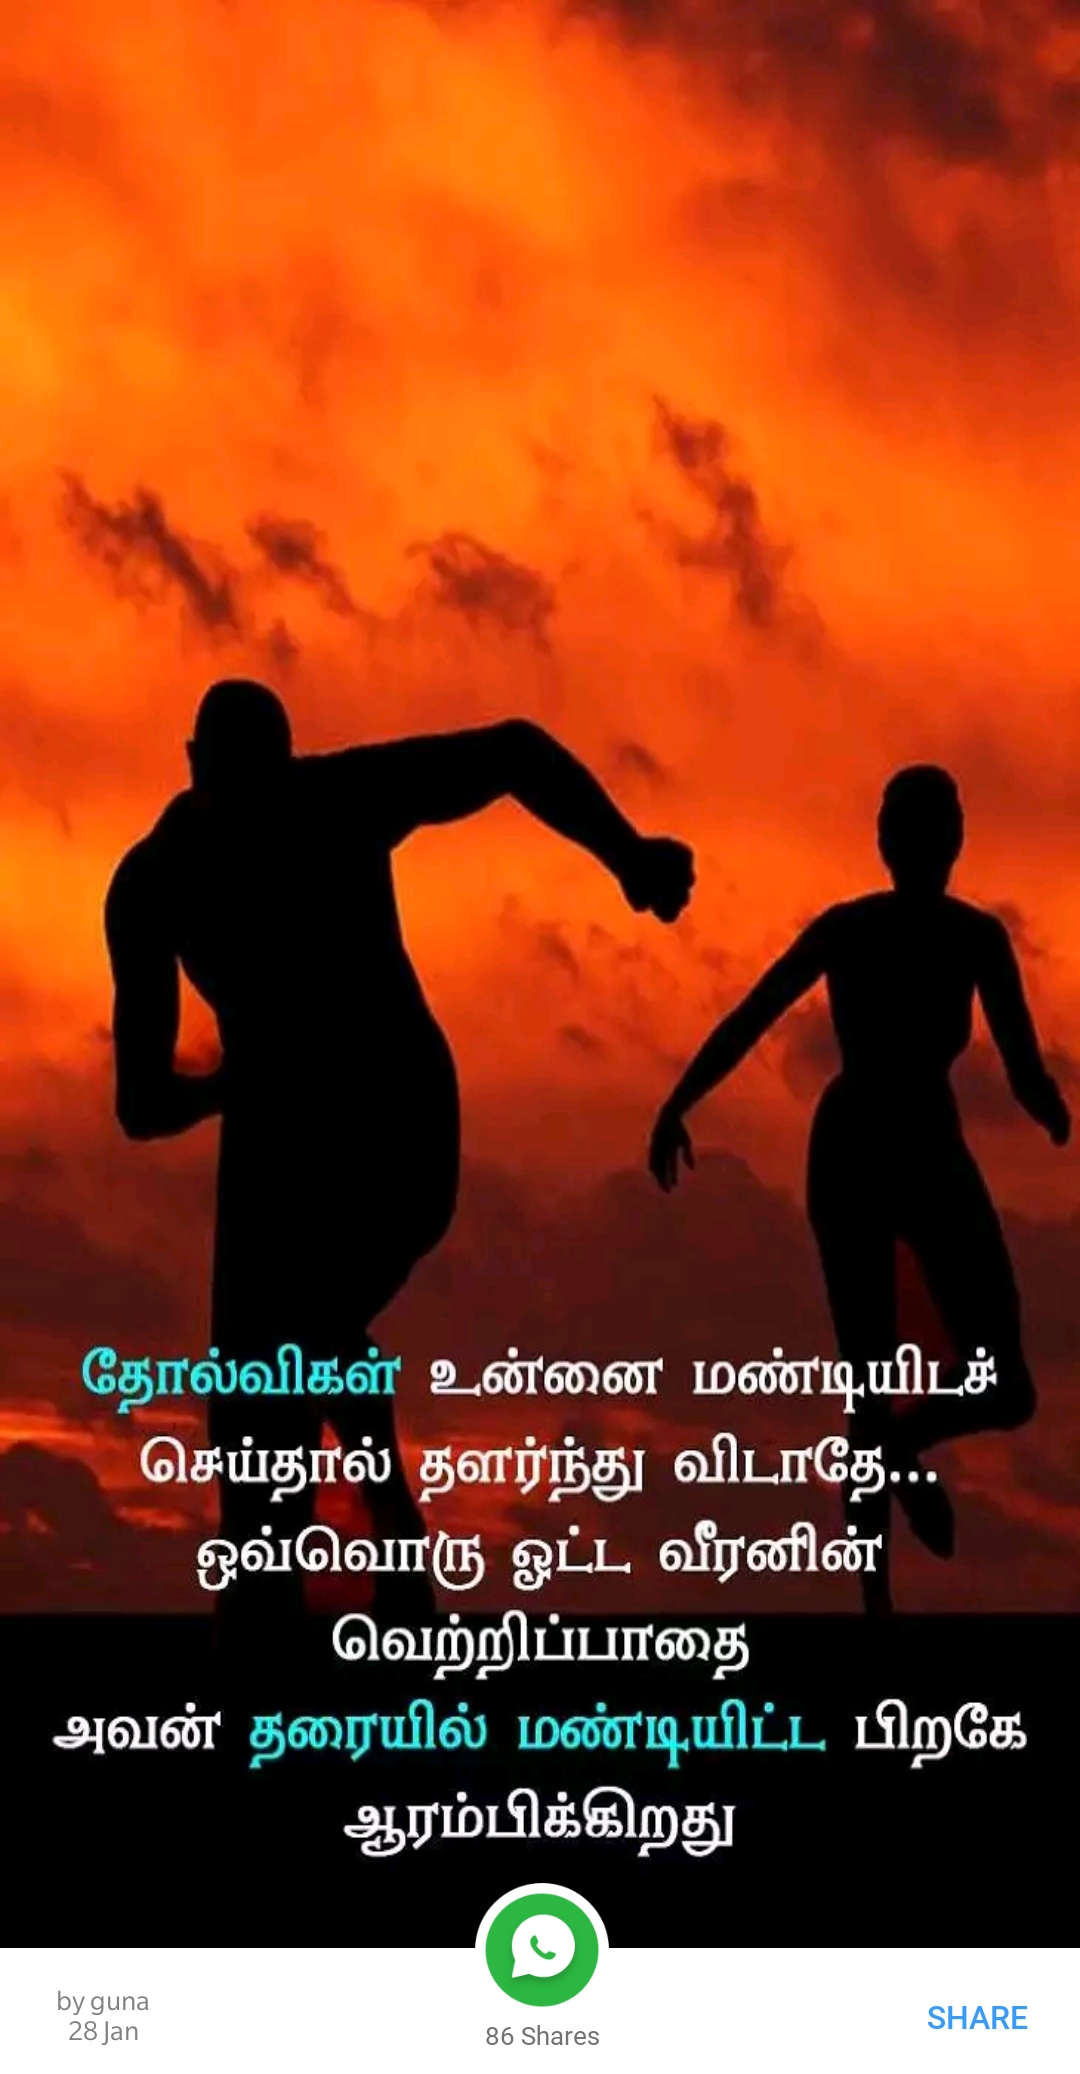 தோல்விகள் உன்னை மண்டியிடச்
செய்தால் தளர்ந்து விடாதே...
ஒவ்வொரு ஓட்ட வீரனின்
வெற்றிப்பாதை
அவன் தரையில் மண்டியிட்ட பிறகே
ஆரம்பிக்கிறது
by guna
28 Jan
86 Shares
SHARE